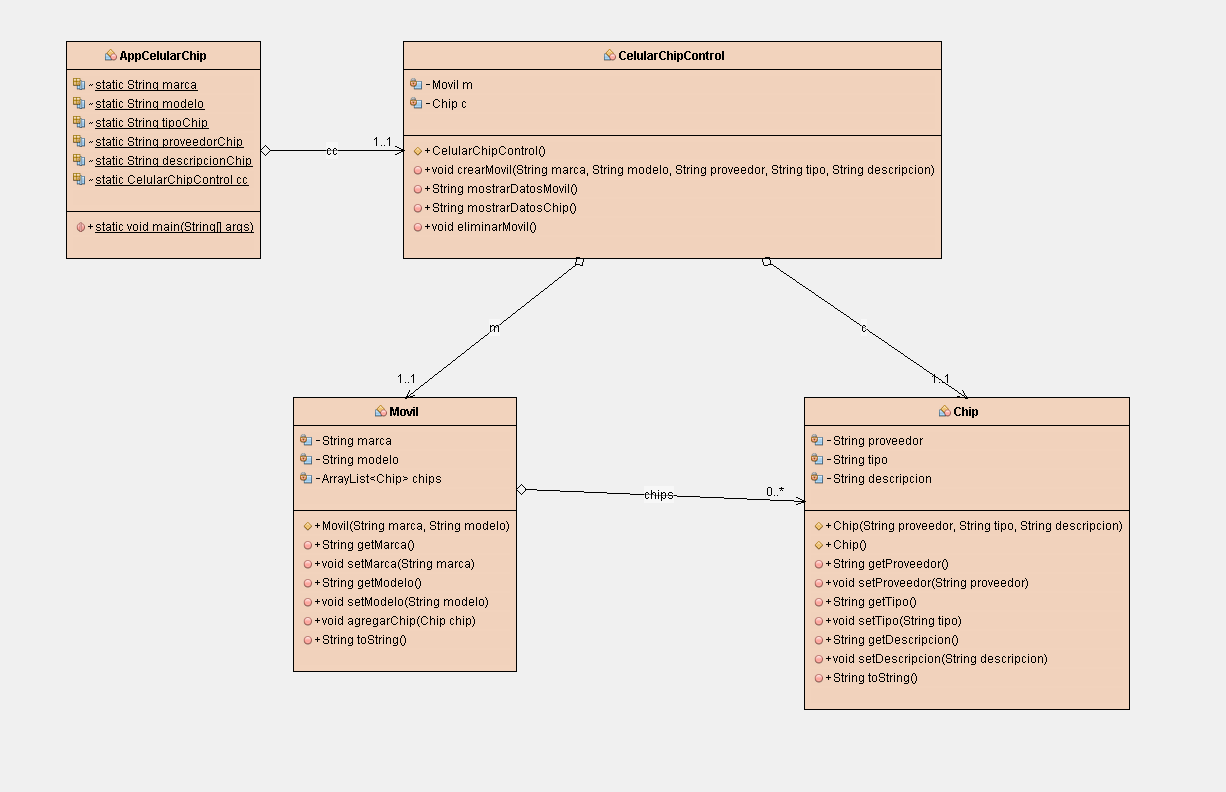 AppCelularChip
~ static String marca
~ static String modelo
~ static String tipoChip
~ static String proveedorChip
~ static String descripcionChip
~ static CelularChipControl cc
+ static void main(String[] args)
cc
1..1
CelularChipControl
- Movil m
- Chip c
+ CelularChipControl()
+ void crearMovil(String marca, String modelo, String proveedor, String tipo, String descripcion)
+ String mostrarDatosMovil()
+ String mostrarDatosChip()
+ void eliminarMovil()
m
1..1
c
1..1
Movil
- String marca
- String modelo
- ArrayList<Chip> chips
+ Movil(String marca, String modelo)
+ String getMarca()
+ void setMarca(String marca)
+ String getModelo()
+ void setModelo(String modelo)
+ void agregarChip(Chip chip)
+ String toString()
chips
0..*
Chip
- String proveedor
- String tipo
- String descripcion
+ Chip(String proveedor, String tipo, String descripcion)
+ Chip()
+ String getProveedor()
+ void setProveedor(String proveedor)
+ String getTipo()
+ void setTipo(String tipo)
+ String getDescripcion()
+ void setDescripcion(String descripcion)
+ String toString()